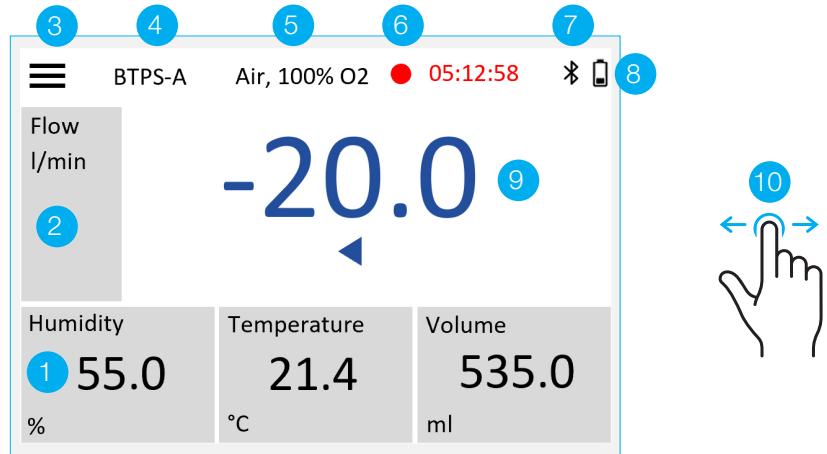 3 4 5 6 7
BTPS-A Air, 100% O2 05:12:58 8
Flow
l/min
2
-20.0 9
10
Humidity Temperature Volume
1 55.0 21.4 535.0
% °C ml